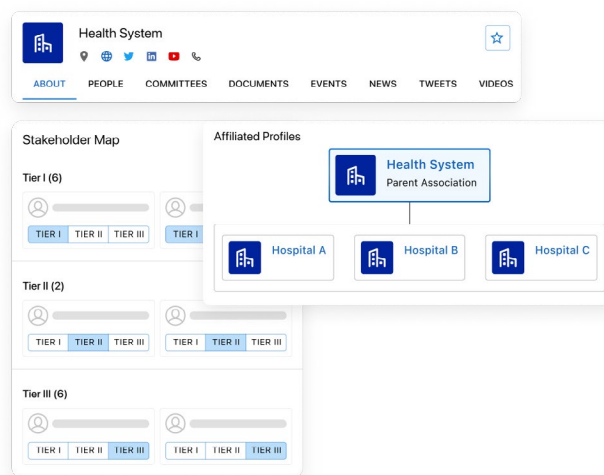 Health System
ABOUT PEOPLE COMMITTEES DOCUMENTS EVENTS NEWS TWEETS VIDEOS
Stakeholder Map
Tier I (6)
TIER I TIER II TIER III
TIER I
Tier II (2)
TIER I TIER II TIER III
TIER I TIER II TIER III
Tier III (6)
TIER I TIER II TIER III
TIER I TIER II TIER III
Affiliated Profiles
Health System
Parent Association
Hospital A
Hospital B
Hospital C